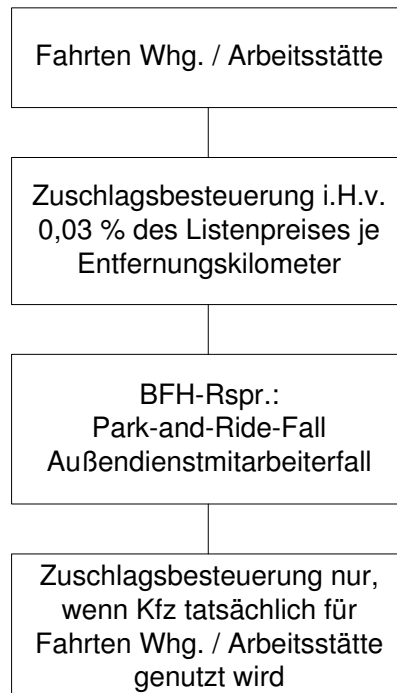 Fahrten Whg. / Arbeitsstätte
Zuschlagsbesteuerung i.H.v.
0,03 % des Listenpreises je
Entfernungskilometer
BFH-Rspr.:
Park-and-Ride-Fall
Außendienstmitarbeiterfall
Zuschlagsbesteuerung nur,
wenn Kfz tatsächlich für
Fahrten Whg. / Arbeitsstätte
genutzt wird